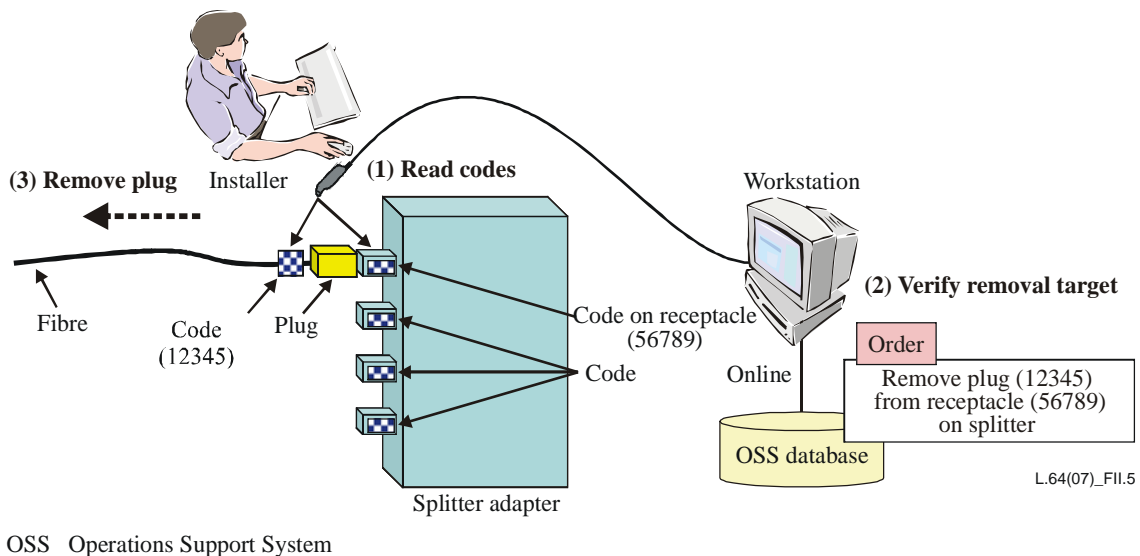 (1) Read codes
(3) Remove plug
Installer
Workstation
(2) Verify removal target
Fibre
Code
(12345)
Plug
Code on receptacle
(56789)
Code
Online
Order
Remove plug (12345)
from receptacle (56789)
on splitter
OSS database
Splitter adapter
L.64(07)_FII.5
OSS Operations Support System